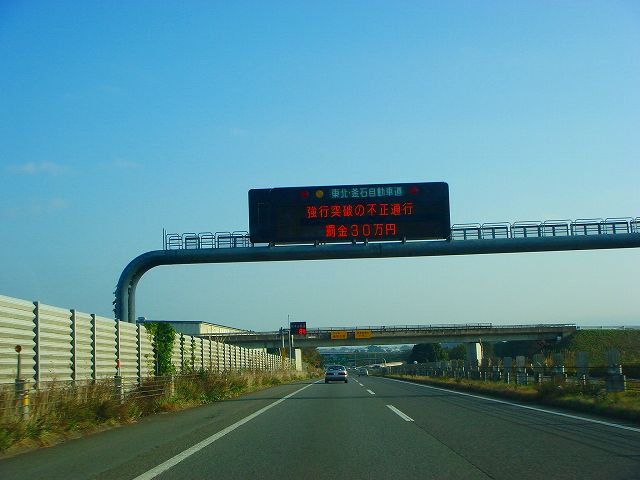 東北・釜石自動車道
強行突破の不正通行
罰金30万円